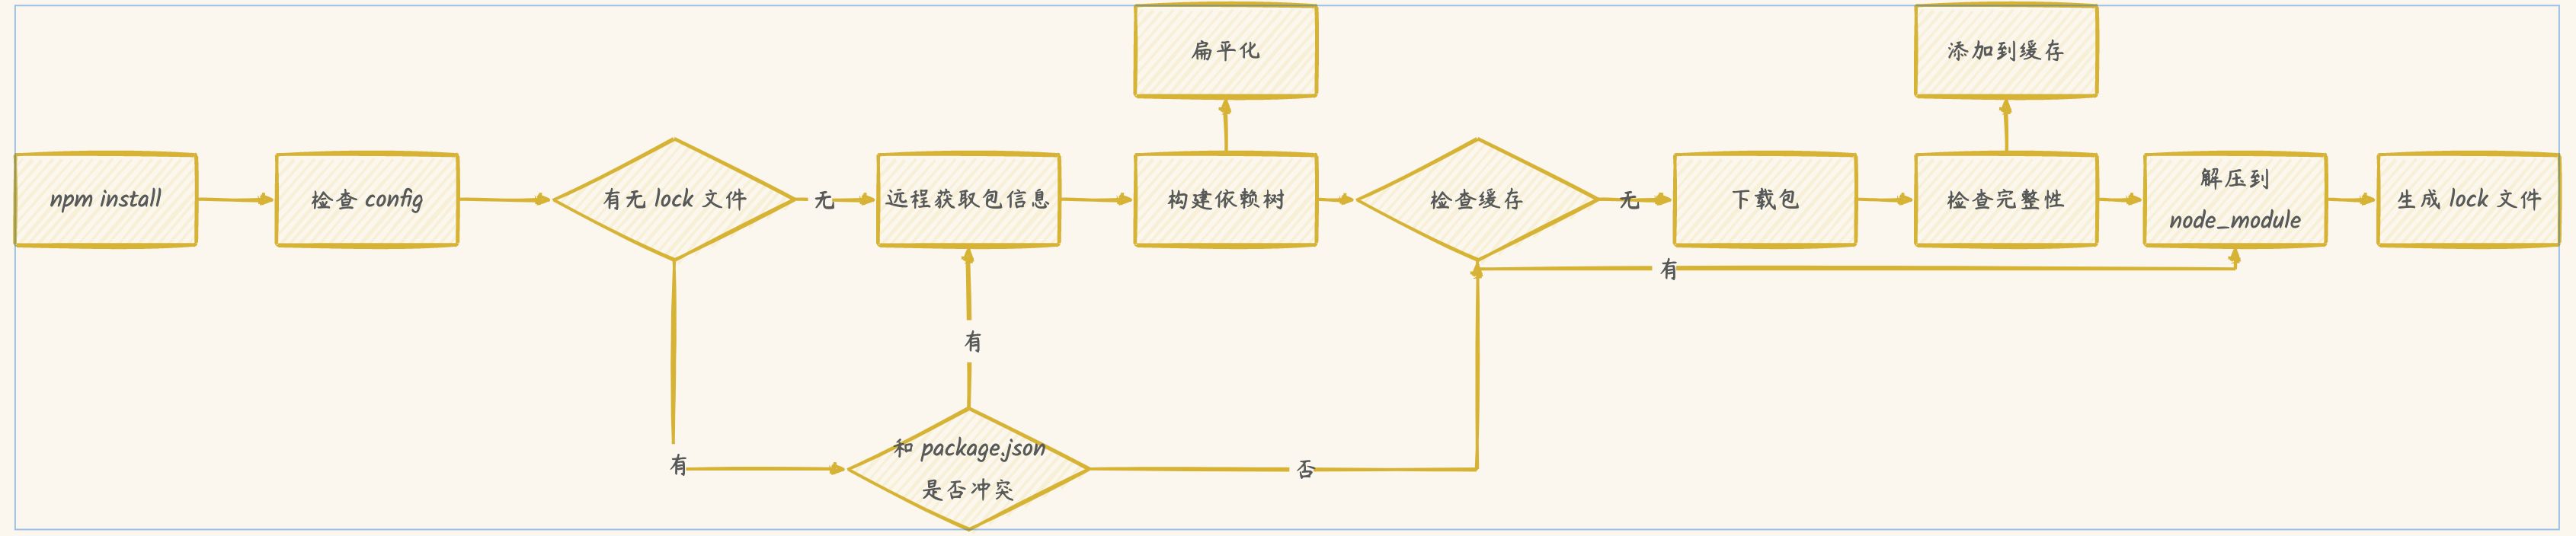 扁平化
添加到缓存
npm install
检查 config
有无 lock 文件
无
远程获取包信息
构建依赖树
检查缓存
无
下载包
检查完整性
解压到
node_module
生成 lock 文件
有
有
有
和 package.json
是否冲突
否